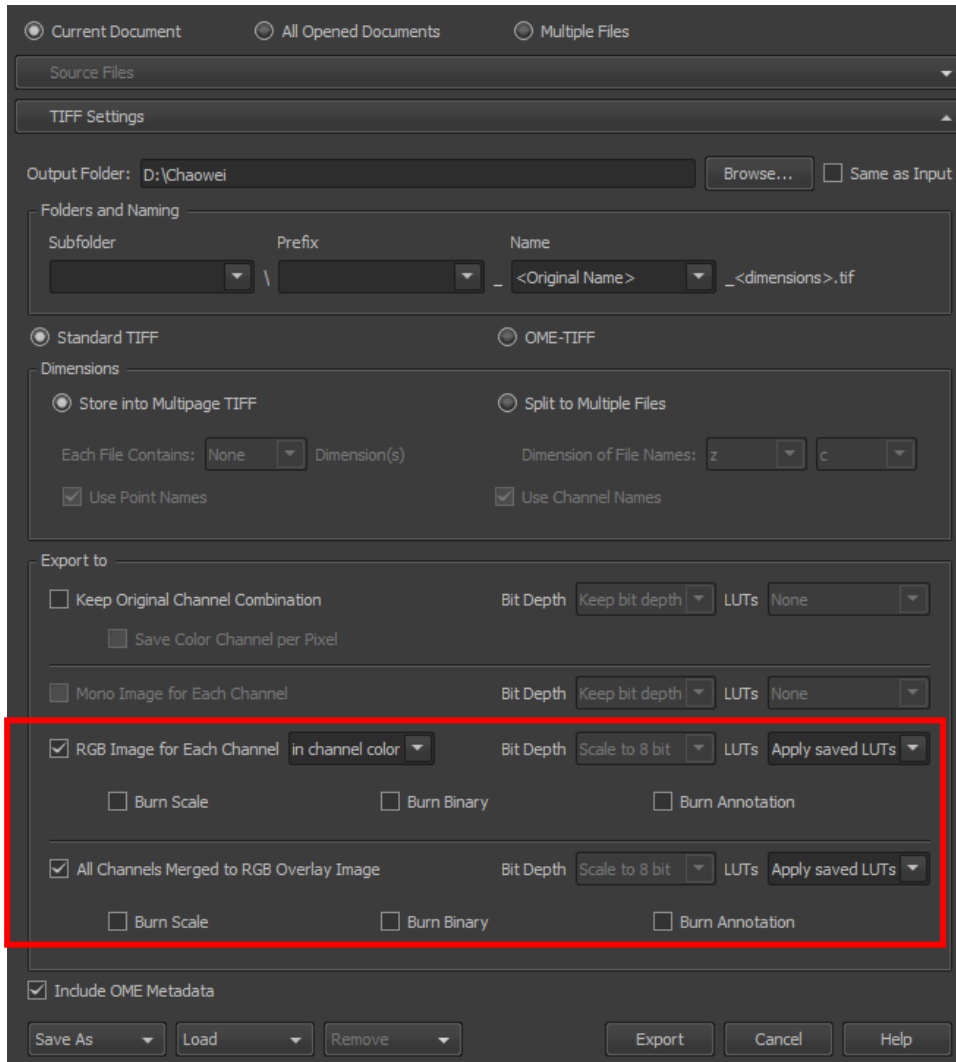 Current Document All Opened Documents Multiple Files
Source Files
TIFF Settings
Output Folder: D:\Chaowei Browse... Same as Input
Folders and Naming
Subfolder Prefix Name
\ _ <Original Name> _<dimensions>.tif
Standard TIFF OME-TIFF
Dimensions
Store into Multipage TIFF Split to Multiple Files
Each File Contains: None Dimension(s) Dimension of File Names: z c
Use Point Names Use Channel Names
Export to
Keep Original Channel Combination Bit Depth Keep bit depth LUTs None
Save Color Channel per Pixel
Mono Image for Each Channel Bit Depth Keep bit depth LUTs None
RGB Image for Each Channel in channel color Bit Depth Scale to 8 bit LUTs Apply saved LUTs
Burn Scale Burn Binary Burn Annotation
All Channels Merged to RGB Overlay Image Bit Depth Scale to 8 bit LUTs Apply saved LUTs
Burn Scale Burn Binary Burn Annotation
Include OME Metadata
Save As Load Remove Export Cancel Help